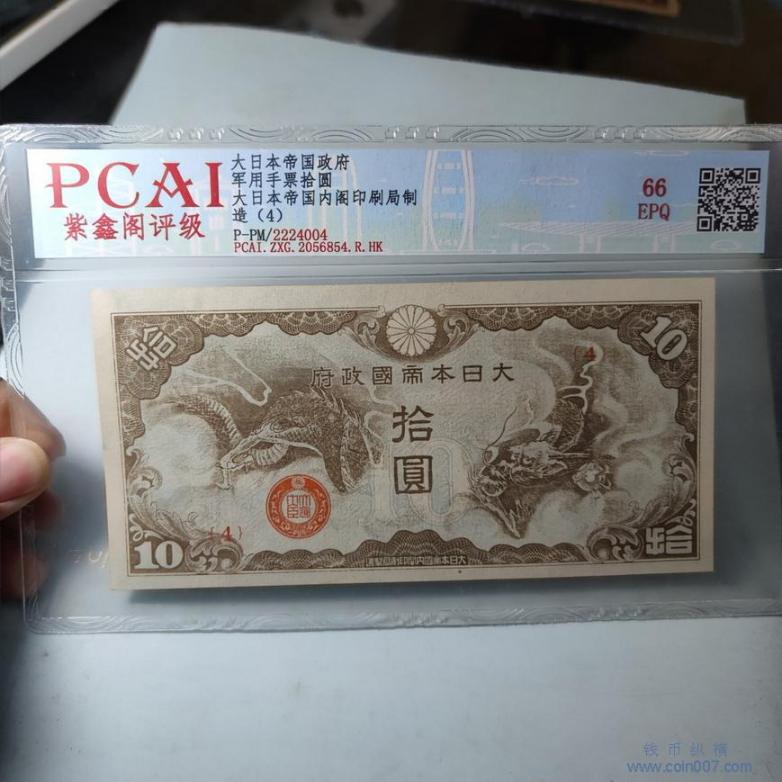 PCAI
紫鑫阁评级
大日本帝国政府
军用手票拾圆
大日本帝国内阁印刷局制
造（4）
P-PM/2224004
PCAI.ZXG.2056854.R.HK
66
EPQ
拾
10
府政國帝本日大
(4)
拾
圓
10
(4)
10
拾
钱币纵横
www.coin007.com